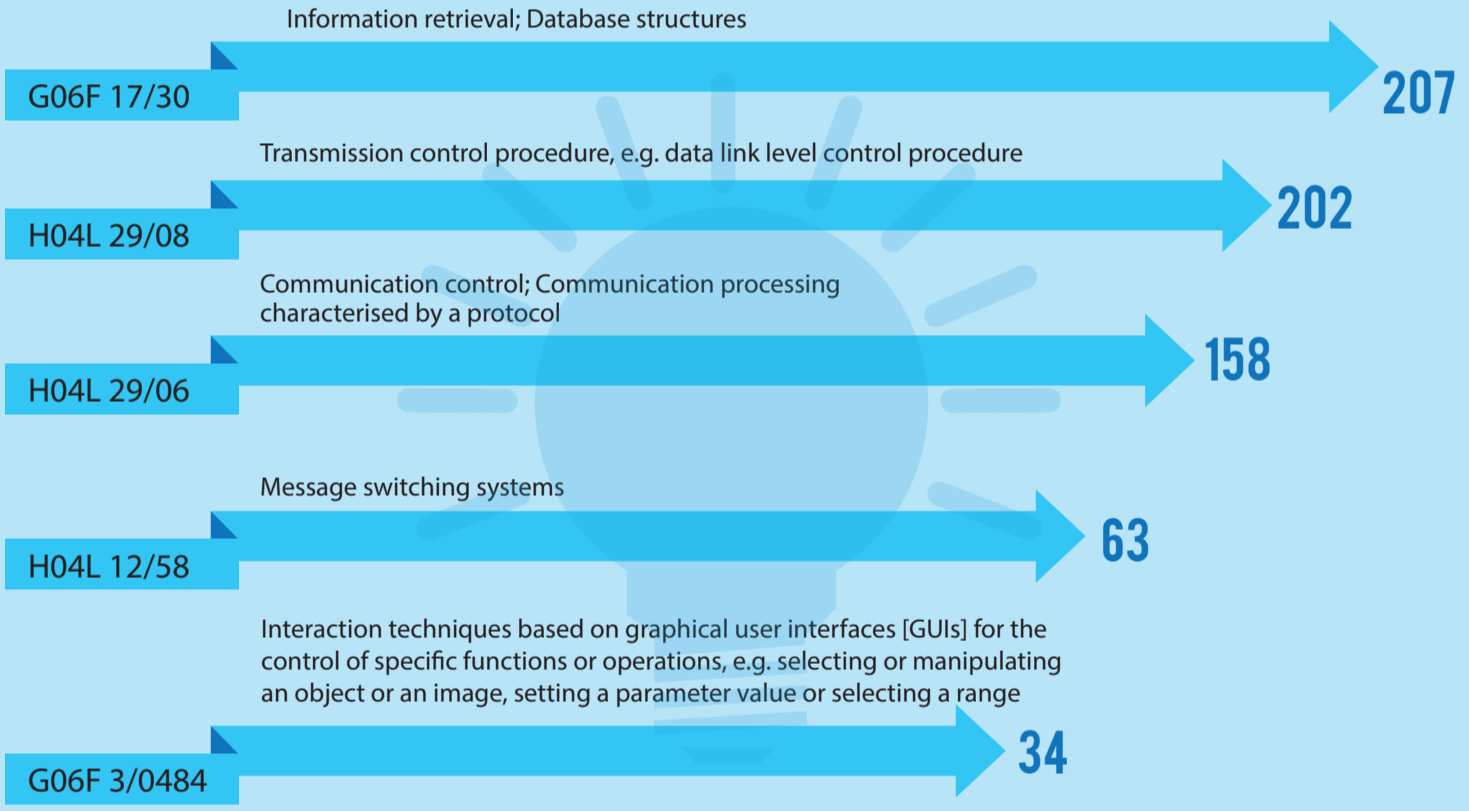 Information retrieval; Database structures
G06F 17/30
207
Transmission control procedure, e.g. data link level control procedure
H04L 29/08
202
Communication control; Communication processing
characterised by a protocol
H04L 29/06
158
Message switching systems
H04L 12/58
63
Interaction techniques based on graphical user interfaces [GUIs] for the
control of specific functions or operations, e.g. selecting or manipulating
an object or an image, setting a parameter value or selecting a range
G06F 3/0484
34